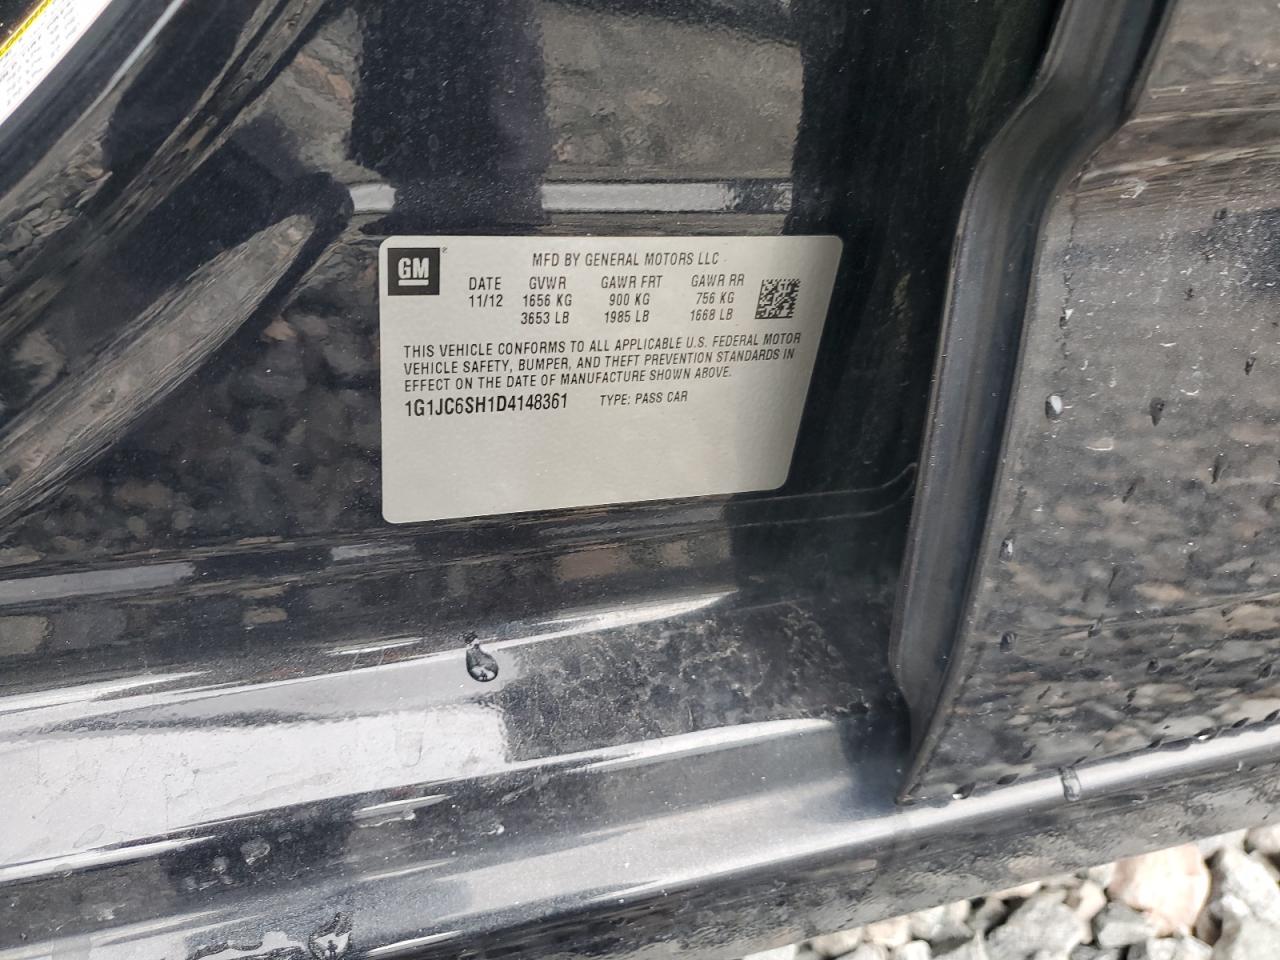 GM
MFD BY GENERAL MOTORS LLC
DATE GVWR GAWR FRT GAWR RR
11/12 1656 KG 900 KG 756 KG
3653 LB 1985 LB 1668 LB
THIS VEHICLE CONFORMS TO ALL APPLICABLE U.S. FEDERAL MOTOR
VEHICLE SAFETY, BUMPER, AND THEFT PREVENTION STANDARDS IN
EFFECT ON THE DATE OF MANUFACTURE SHOWN ABOVE.
1G1JC6SH1D4148361 TYPE: PASS CAR